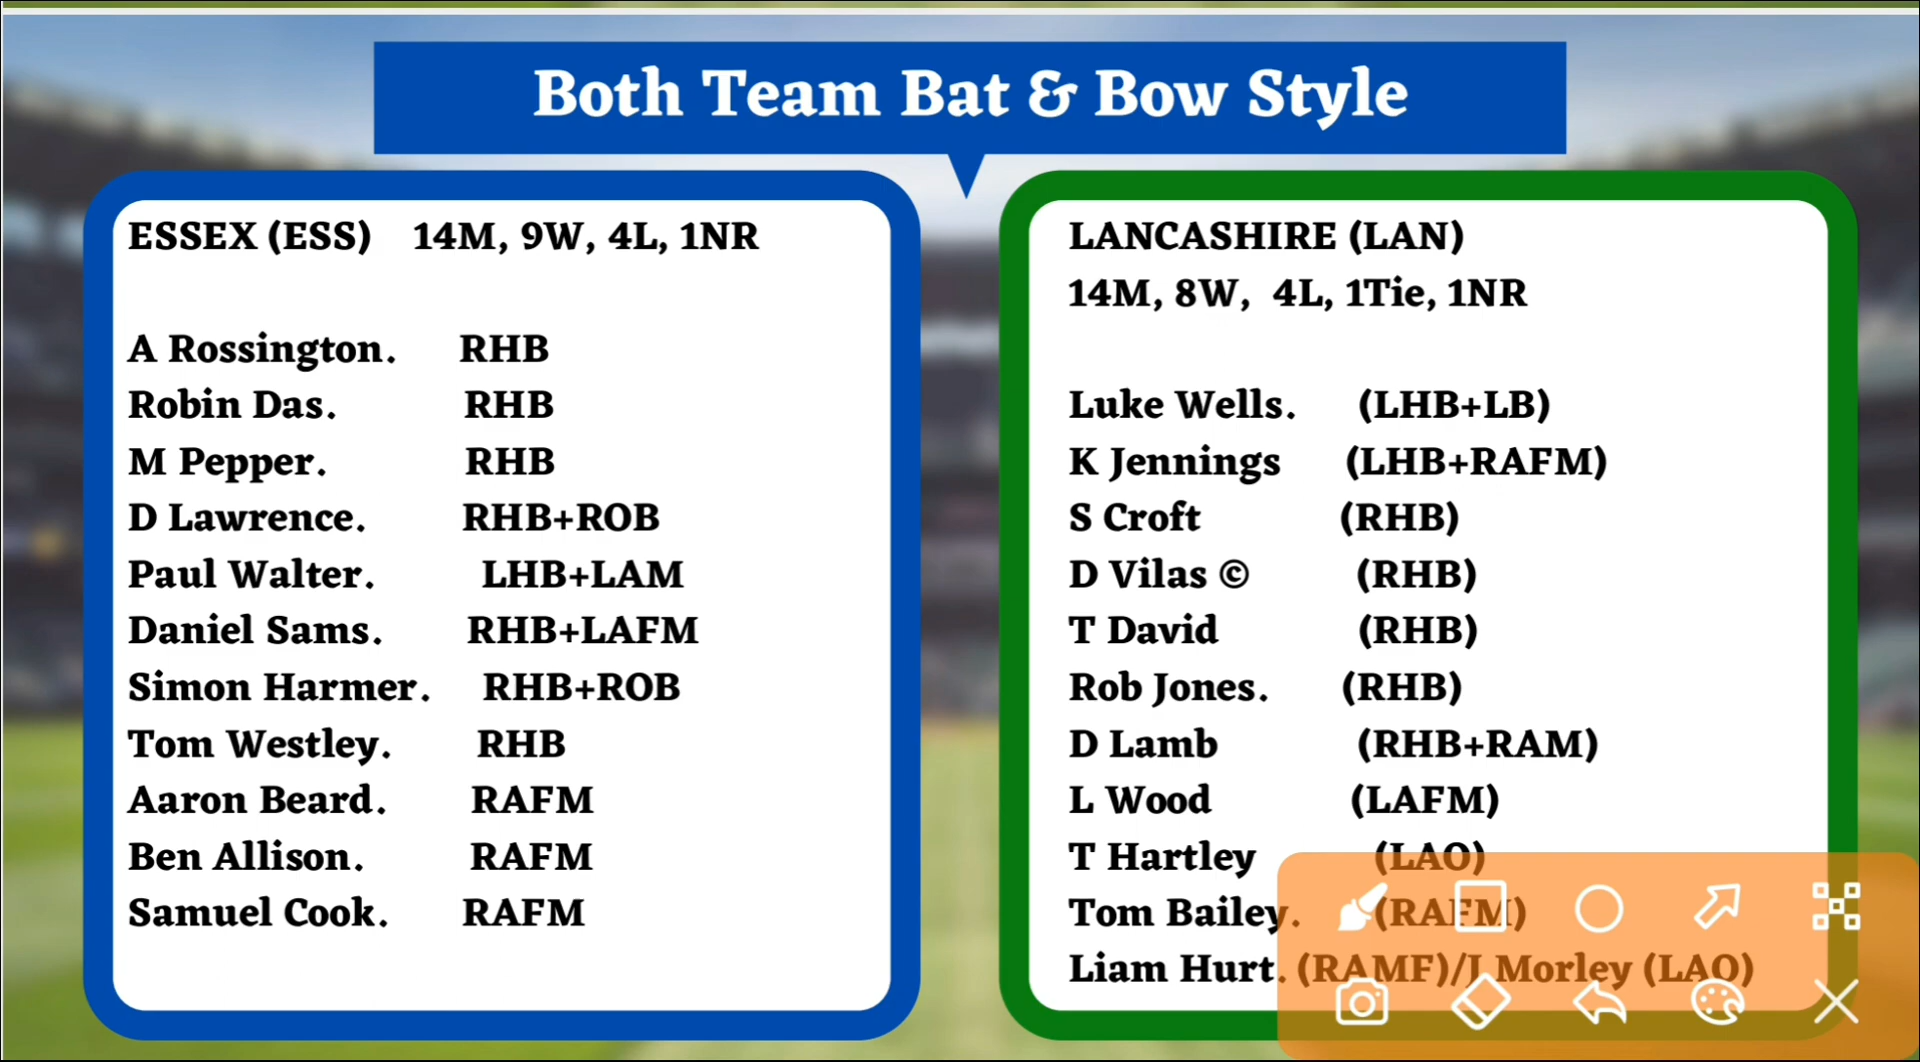 Both Team Bat & Bow Style
ESSEX (ESS) 14M, 9W, 4L, 1NR
A Rossington. RHB
Robin Das. RHB
M Pepper. RHB
D Lawrence. RHB+ROB
Paul Walter. LHB+LAM
Daniel Sams. RHB+LAFM
Simon Harmer. RHB+ROB
Tom Westley. RHB
Aaron Beard. RAFM
Ben Allison. RAFM
Samuel Cook. RAFM
LANCASHIRE (LAN)
14M, 8W, 4L, 1Tie, 1NR
Luke Wells. (LHB+LB)
K Jennings (LHB+RAFM)
S Croft (RHB)
D Vilas © (RHB)
T David (RHB)
Rob Jones. (RHB)
D Lamb (RHB+RAM)
L Wood (LAFM)
T Hartley (LAO)
Tom Bailey. (RAFM)
Liam Hurt. (RAMF)/J Morley (LAO)